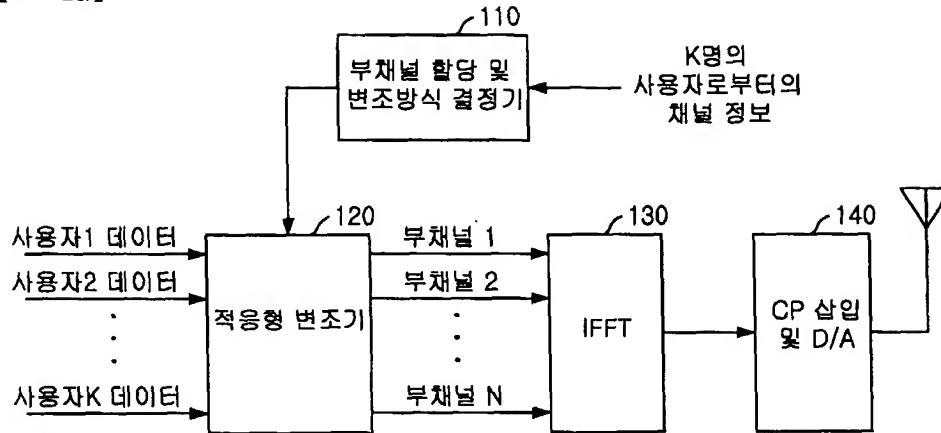 110
부채널 할당 및
변조방식 결정기
K명의
사용자로부터의
채널 정보
120
130
140
사용자1 데이터
부채널 1
사용자2 데이터
부채널 2
적응형 변조기
IFFT
CP 삽입
및 D/A
사용자K 데이터
부채널 N